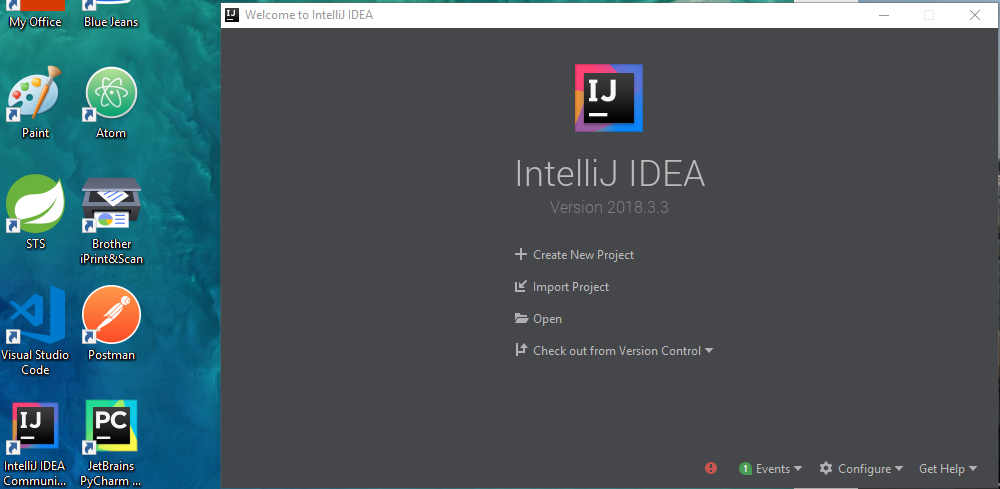 My Office
Blue Jeans
Paint
Atom
STS
Brother
iPrint&Scan
Visual Studio
Code
Postman
IJ
IntelliJ IDEA
Communi...
PC
JetBrains
PyCharm ...
IJ
Welcome to IntelliJ IDEA
IJ
IntelliJ IDEA
Version 2018.3.3
Create New Project
Import Project
Open
Check out from Version Control
1 Events
Configure
Get Help